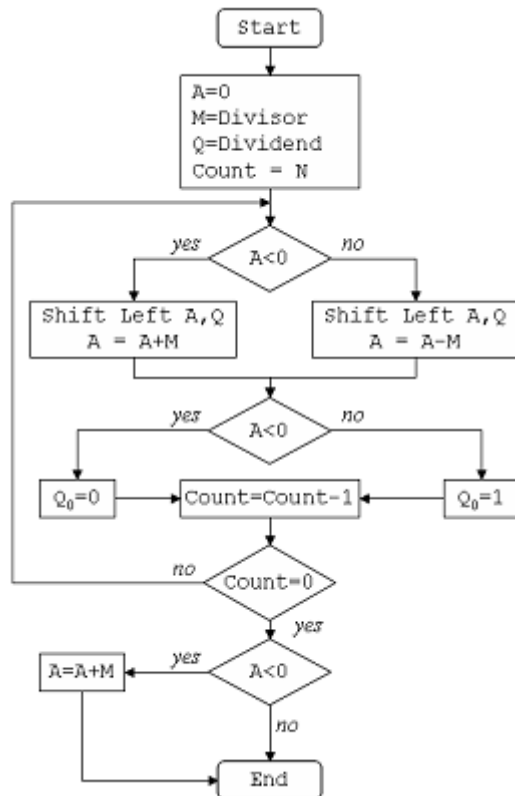 Start
A=0
M=Divisor
Q=Dividend
Count = N
yes
A<0
no
Shift Left A,Q
A = A+M
Shift Left A,Q
A = A-M
yes
A<0
no
Q₀=0
Count=Count-1
Q₀=1
no
Count=0
yes
A=A+M
yes
A<0
no
End